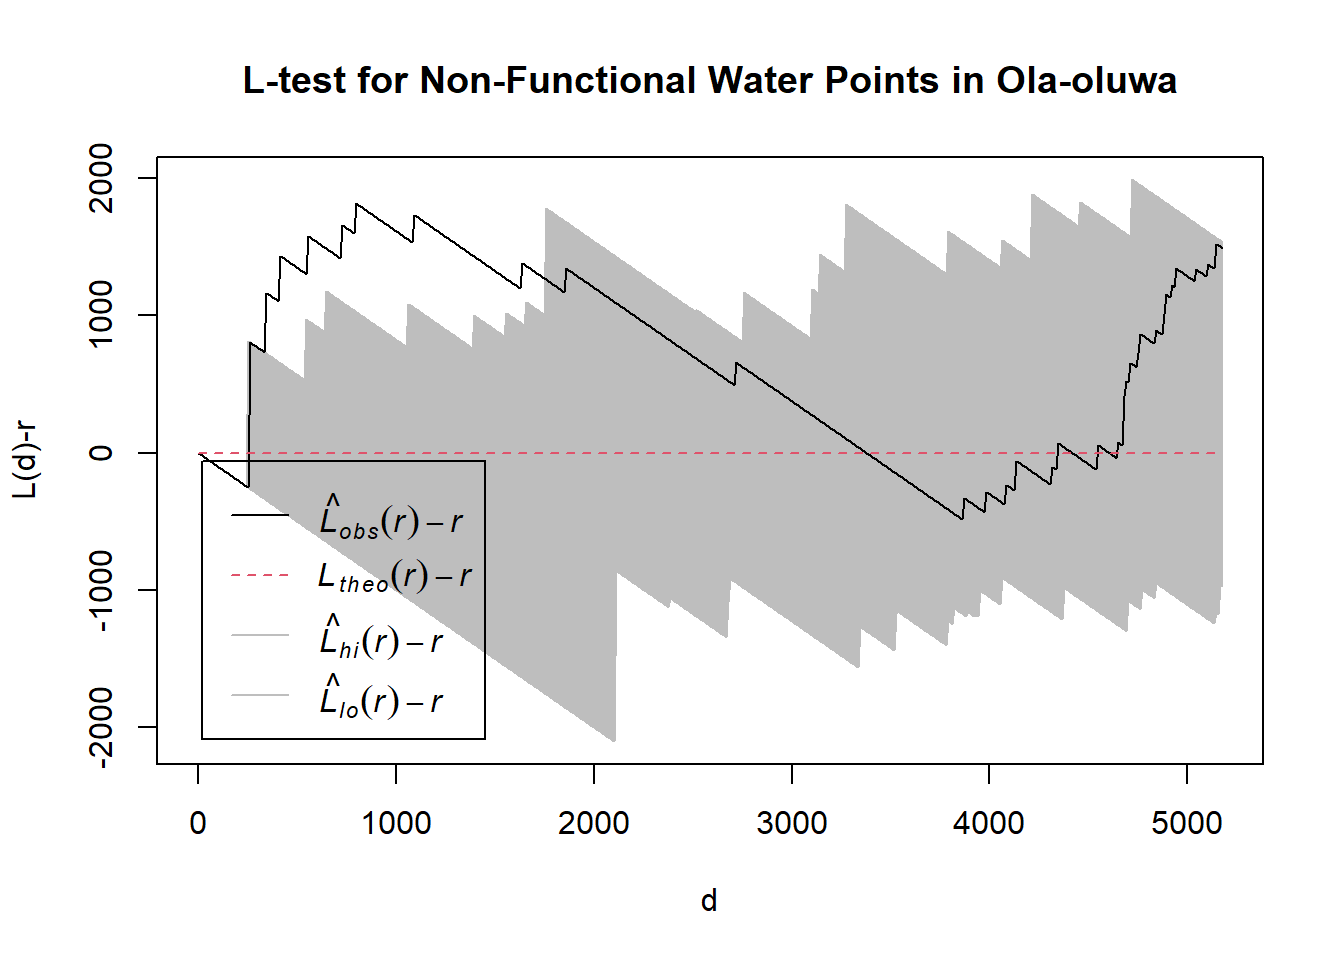 L-test for Non-Functional Water Points in Ola-oluwa
L(d)-r
2000
1000
0
-1000
-2000
L̂obs(r) – r
Ltheo(r) – r
L̂hi(r) – r
L̂lo(r) – r
0 1000 2000 3000 4000 5000
d